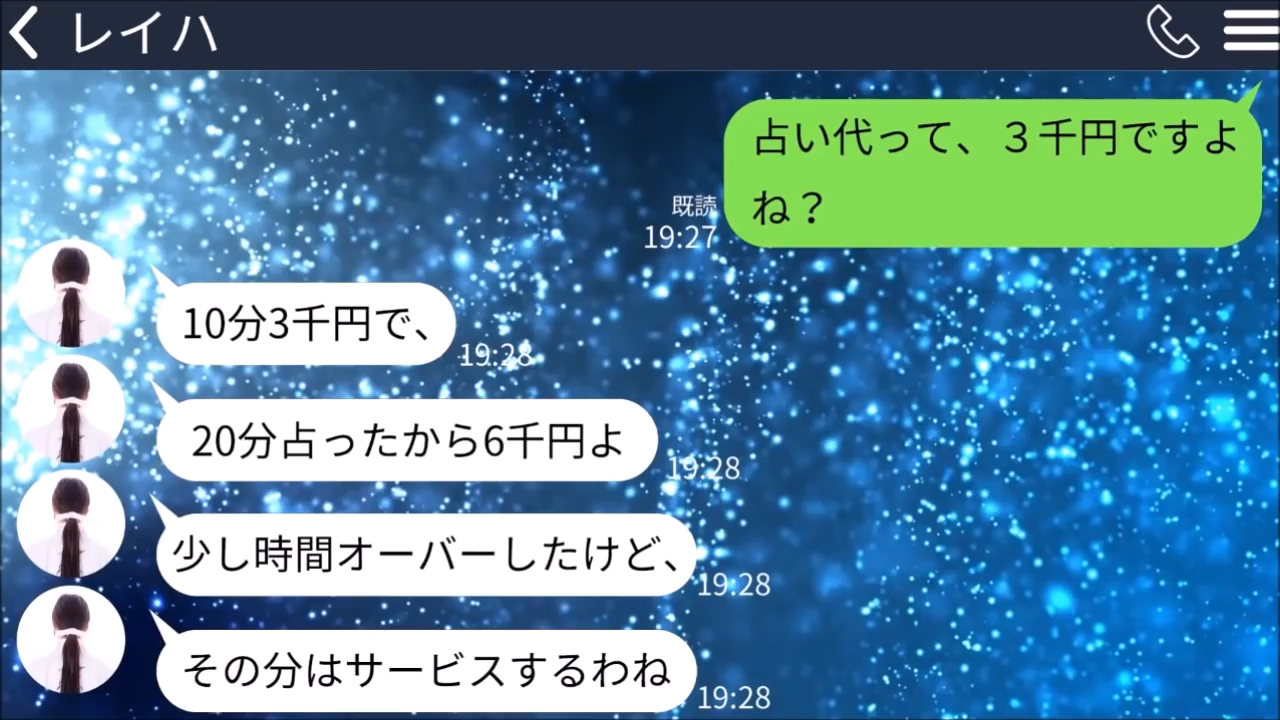 レイハ
占い代って、３千円ですよ
ね？
既読
19:27
10分3千円で、
19:28
20分占ったから6千円よ
19:28
少し時間オーバーしたけど、
19:28
その分はサービスするわね
19:28